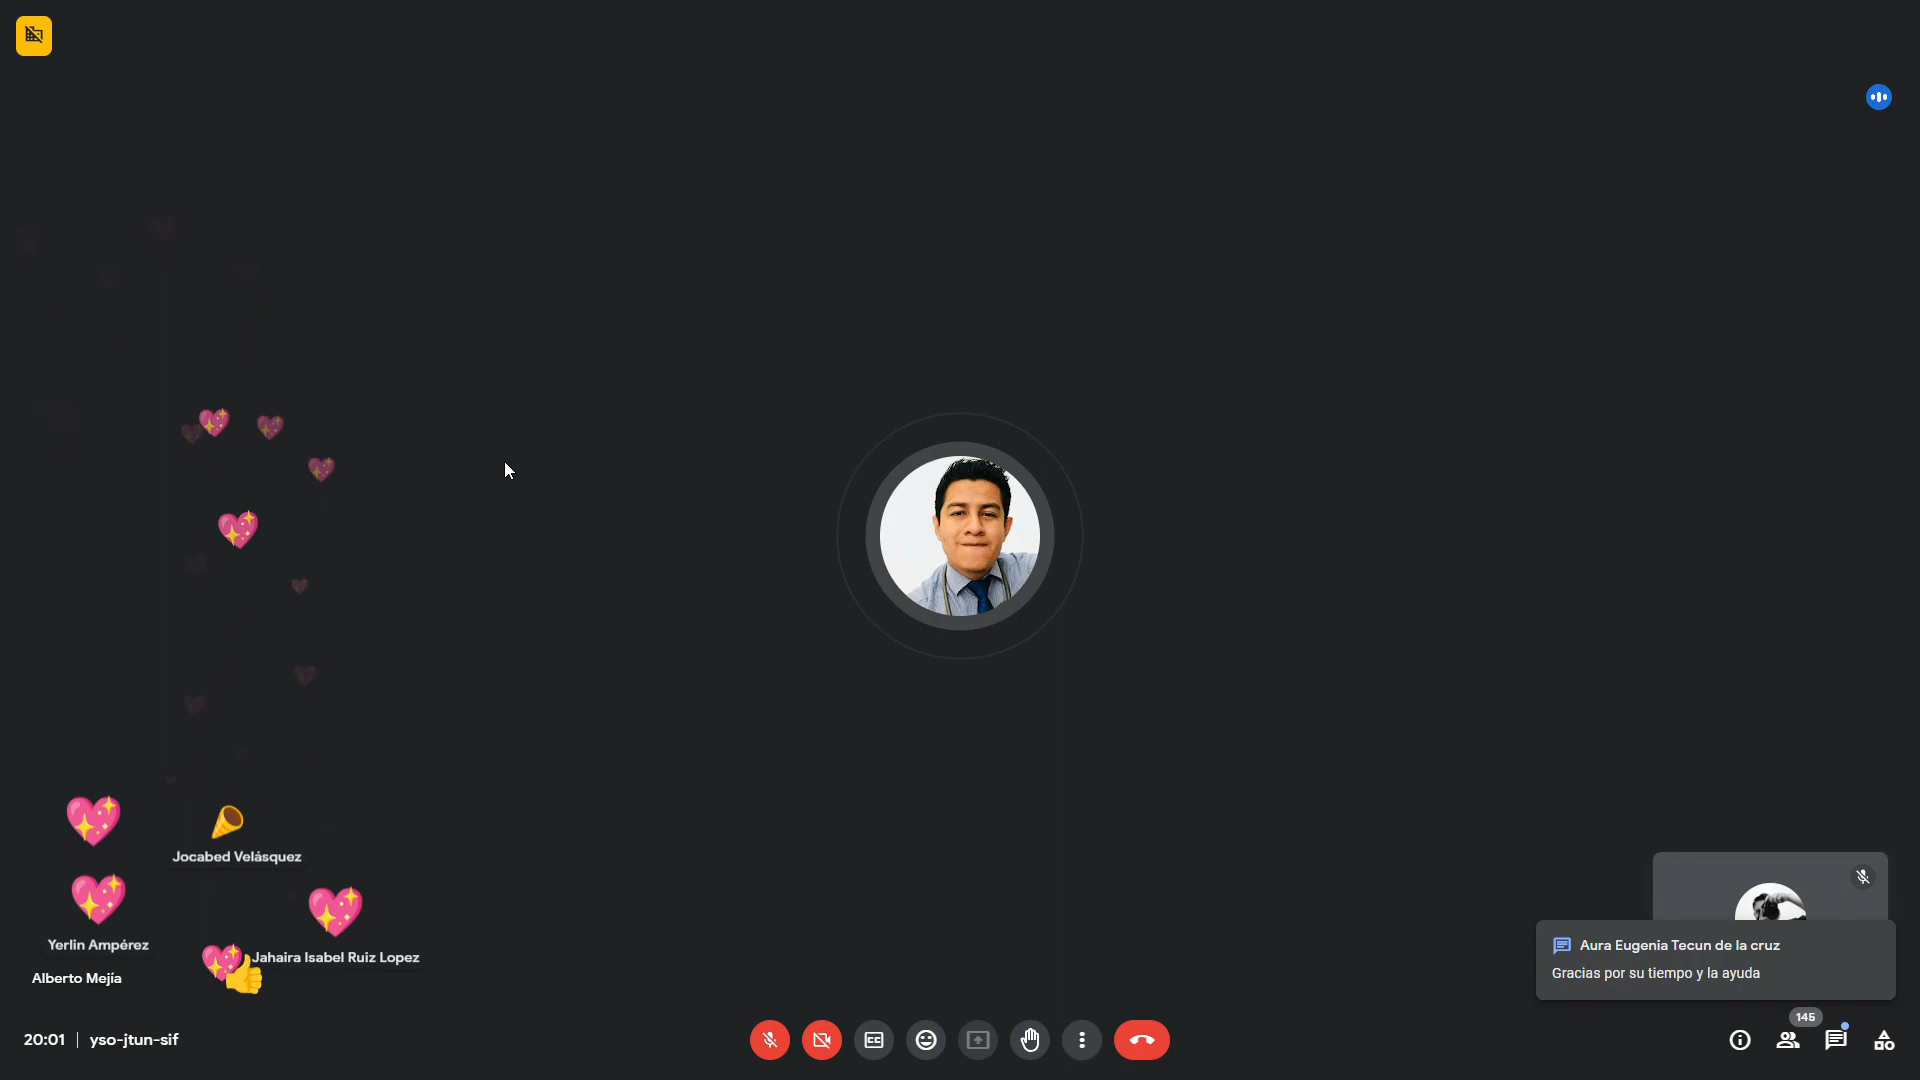 Jocabed Velásquez
Yerlin Ampérez
Jahaira Isabel Ruiz Lopez
Alberto Mejía
Aura Eugenia Tecun de la cruz
Gracias por su tiempo y la ayuda
20:01 | yso-jtun-sif
CC
145